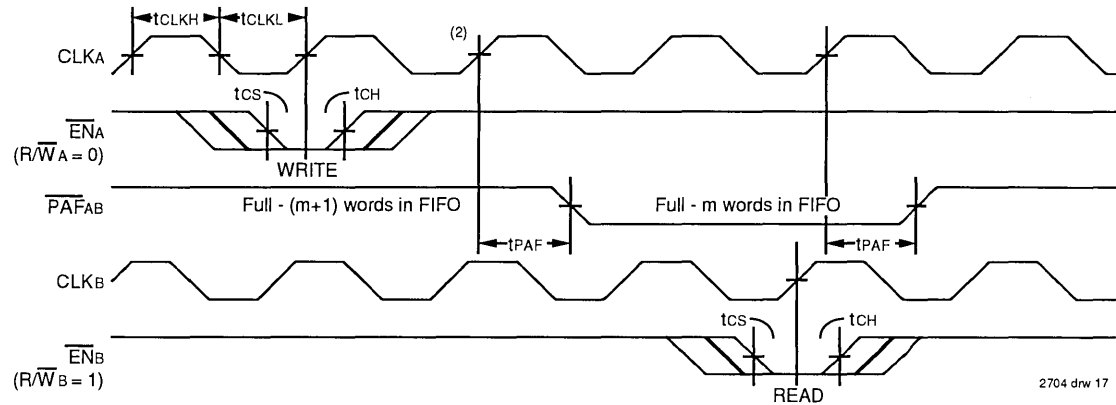 tCLKH tCLKL
(2)
CLKA
tCS tCH
ENA
(R/WA = 0)
WRITE
PAFAB
Full - (m+1) words in FIFO
Full - m words in FIFO
tPAF
tPAF
CLKB
tCS tCH
ENB
(R/WB = 1)
READ
2704 drw 17